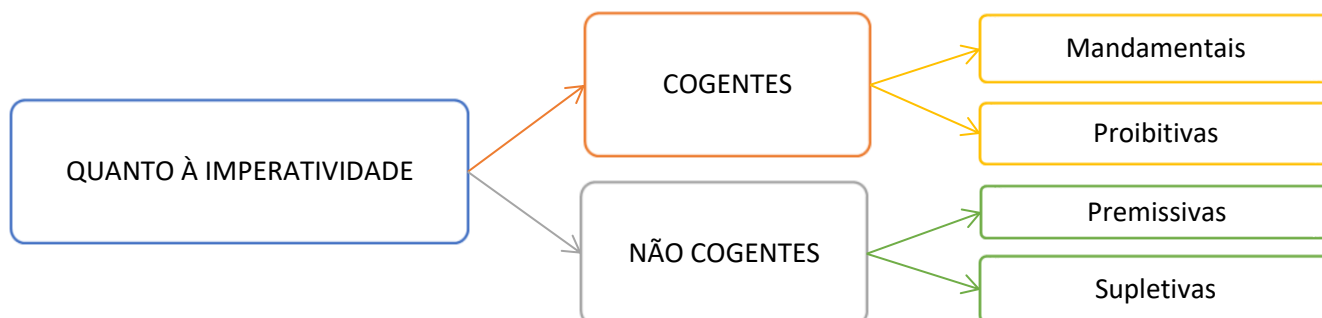 QUANTO À IMPERATIVIDADE
COGENTES
Mandamentais
Proibitivas
NÃO COGENTES
Premissivas
Supletivas